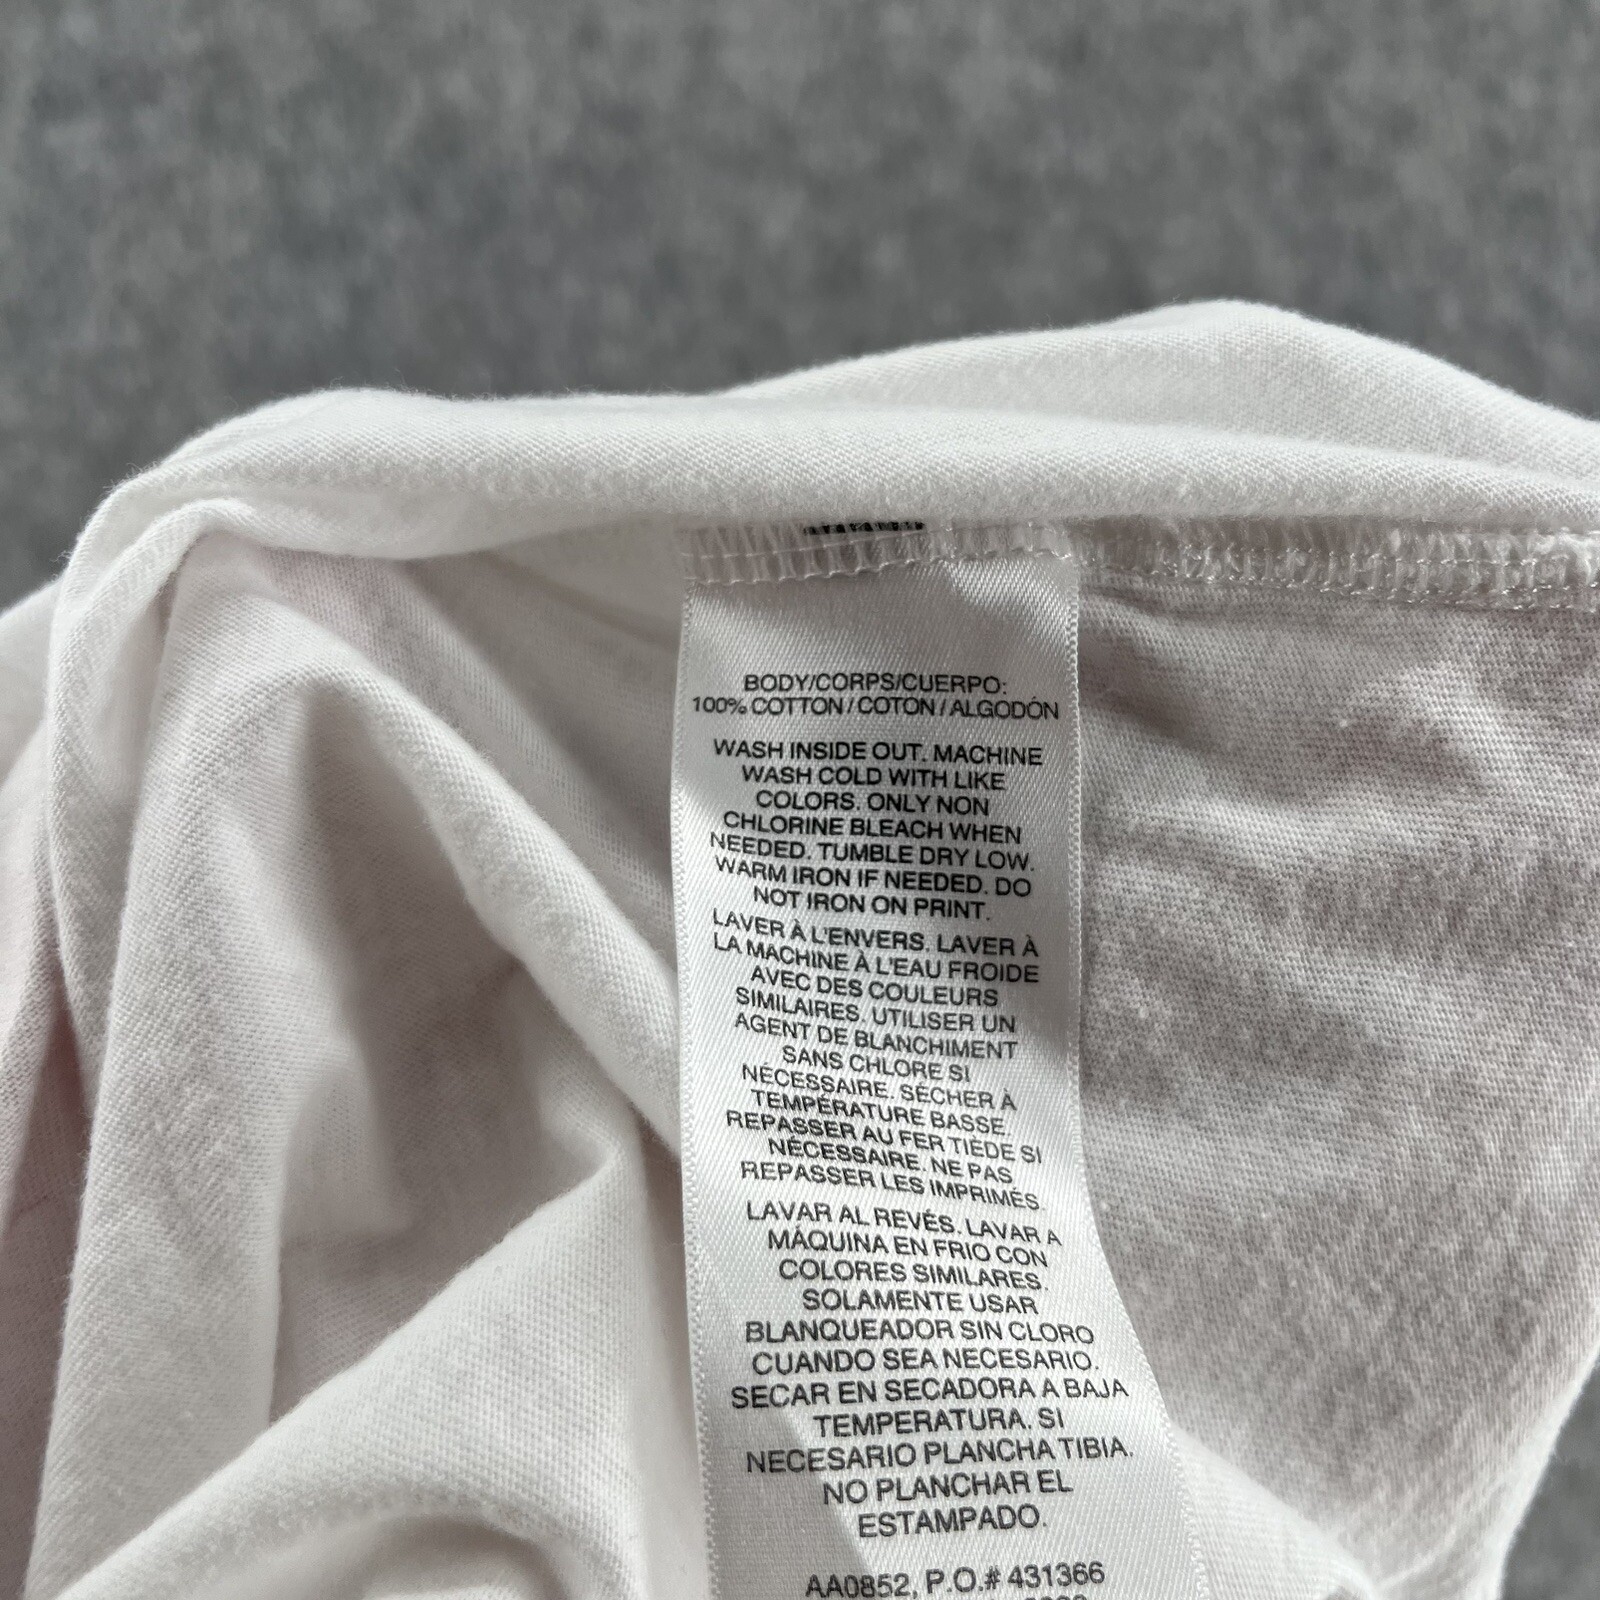 BODY/CORPS/CUERPO:
100% COTTON / COTON / ALGODÓN
WASH INSIDE OUT. MACHINE
WASH COLD WITH LIKE
COLORS. ONLY NON
CHLORINE BLEACH WHEN
NEEDED. TUMBLE DRY LOW.
WARM IRON IF NEEDED. DO
NOT IRON ON PRINT.
LAVER À L'ENVERS. LAVER À
LA MACHINE À L'EAU FROIDE
AVEC DES COULEURS
SIMILAIRES. UTILISER UN
AGENT DE BLANCHIMENT
SANS CHLORE SI
NÉCESSAIRE. SÉCHER À
TEMPÉRATURE BASSE.
REPASSER AU FER TIÈDE SI
NÉCESSAIRE. NE PAS
REPASSER LES IMPRIMÉS.
LAVAR AL REVÉS. LAVAR A
MÁQUINA EN FRIO CON
COLORES SIMILARES.
SOLAMENTE USAR
BLANQUEADOR SIN CLORO
CUANDO SEA NECESARIO.
SECAR EN SECADORA A BAJA
TEMPERATURA. SI
NECESARIO PLANCHA TIBIA.
NO PLANCHAR EL
ESTAMPADO.
AA0852, P.O.# 431366